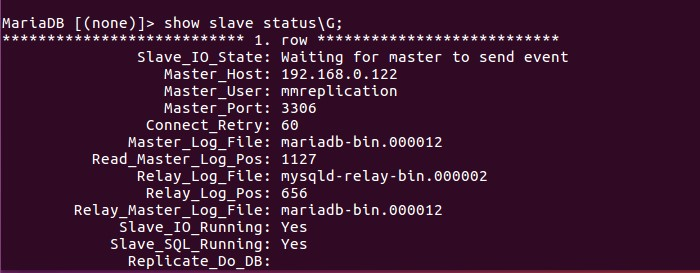 MariaDB [(none)]> show slave status\G;
*************************** 1. row ***************************
Slave_IO_State: Waiting for master to send event
Master_Host: 192.168.0.122
Master_User: mmreplication
Master_Port: 3306
Connect_Retry: 60
Master_Log_File: mariadb-bin.000012
Read_Master_Log_Pos: 1127
Relay_Log_File: mysqld-relay-bin.000002
Relay_Log_Pos: 656
Relay_Master_Log_File: mariadb-bin.000012
Slave_IO_Running: Yes
Slave_SQL_Running: Yes
Replicate_Do_DB: